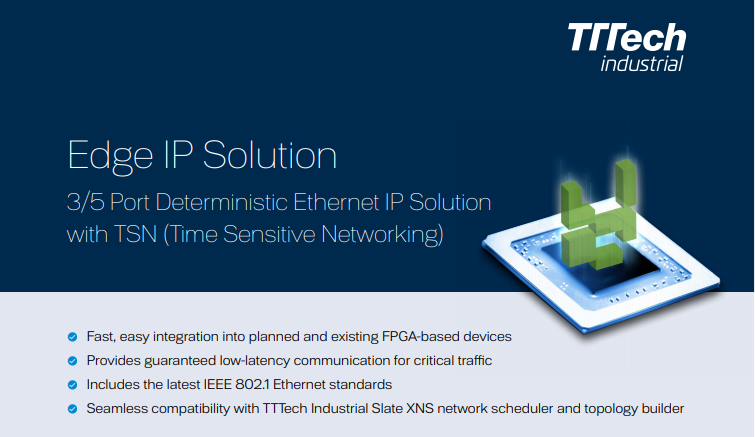 TTTech
industrial
Edge IP Solution
3/5 Port Deterministic Ethernet IP Solution
with TSN (Time Sensitive Networking)
Fast, easy integration into planned and existing FPGA-based devices
Provides guaranteed low-latency communication for critical traffic
Includes the latest IEEE 802.1 Ethernet standards
Seamless compatibility with TTTech Industrial Slate XNS network scheduler and topology builder